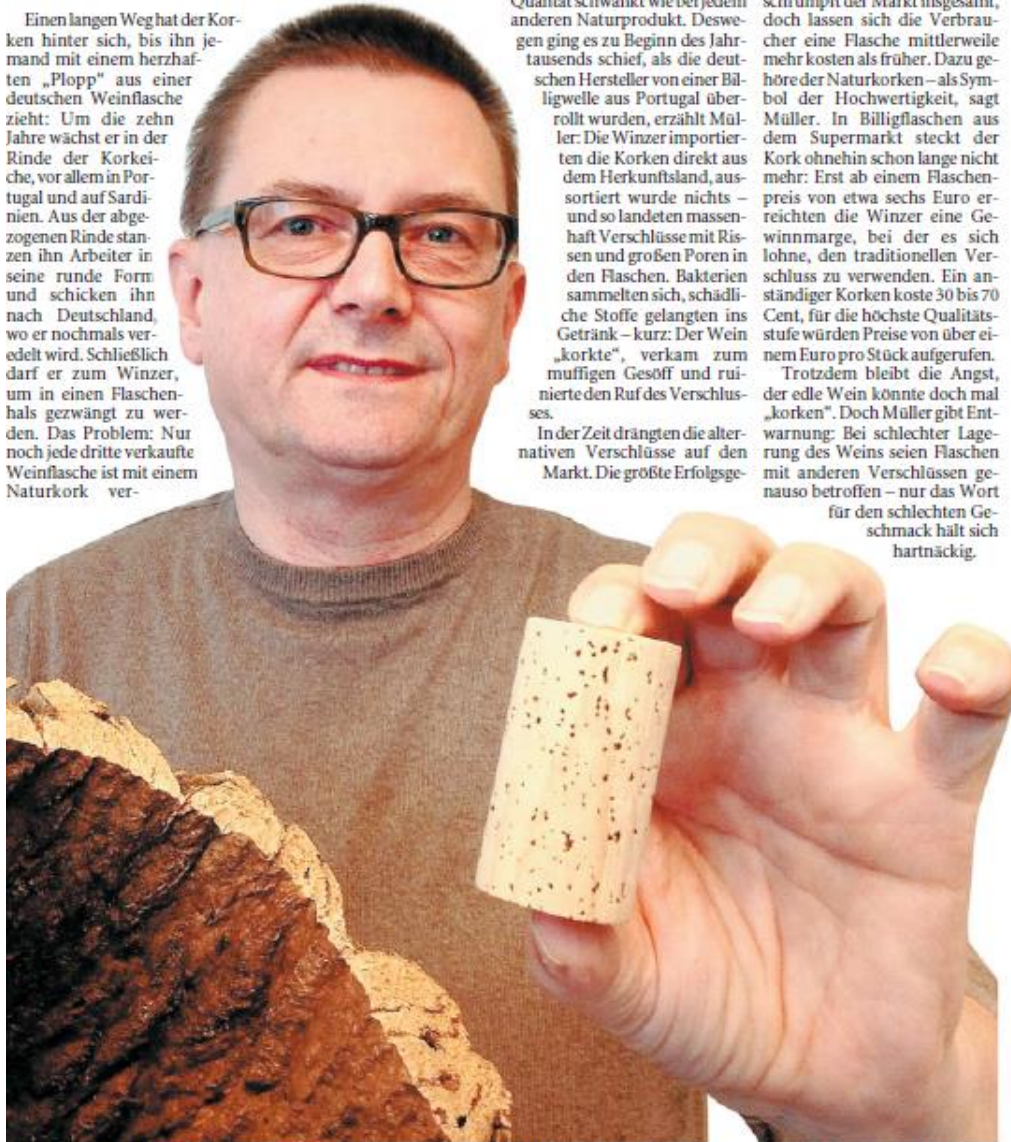 Einen langen Weg hat der Kor-
ken hinter sich, bis ihn je-
mand mit einem herzhaf-
ten „Plopp“ aus einer
deutschen Weinflasche
zieht: Um die zehn
Jahre wächst er in der
Rinde der Korkei-
che, vor allem in Por-
tugal und auf Sardi-
nien. Aus der abge-
zogenen Rinde stan-
zen ihn Arbeiter in
seine runde Form
und schicken ihn
nach Deutschland,
wo er nochmals ver-
edelt wird. Schließlich
darf er zum Winzer,
um in einen Flaschen-
hals gezwängt zu wer-
den. Das Problem: Nur
noch jede dritte verkaufte
Weinflasche ist mit einem
Naturkork ver-
Qualität schwankt wie bei jedem
anderen Naturprodukt. Deswe-
gen ging es zu Beginn des Jahr-
tausends schief, als die deut-
schen Hersteller von einer Bil-
ligwelle aus Portugal über-
rollt wurden, erzählt Mül-
ler: Die Winzer importier-
ten die Korken direkt aus
dem Herkunftsland, aus-
sortiert wurde nichts –
und so landeten massen-
haft Verschlüsse mit Ris-
sen und großen Poren in
den Flaschen. Bakterien
sammelten sich, schädli-
che Stoffe gelangten ins
Getränk – kurz: Der Wein
„korkte“, verkam zum
muffigen Gesöff und rui-
nierte den Ruf des Verschlus-
ses.
In der Zeit drängten die alter-
nativen Verschlüsse auf den
Markt. Die größte Erfolgsge-
schrumpft der Markt insgesamt,
doch lassen sich die Verbrau-
cher eine Flasche mittlerweile
mehr kosten als früher. Dazu ge-
höre der Naturkorken – als Sym-
bol der Hochwertigkeit, sagt
Müller. In Billigflaschen aus
dem Supermarkt steckt der
Kork ohnehin schon lange nicht
mehr: Erst ab einem Flaschen-
preis von etwa sechs Euro er-
reichten die Winzer eine Ge-
winnmarge, bei der es sich
lohne, den traditionellen Ver-
schluss zu verwenden. Ein an-
ständiger Korken koste 30 bis 70
Cent, für die höchste Qualitäts-
stufe würden Preise von über ei-
nem Euro pro Stück aufgerufen.
Trotzdem bleibt die Angst,
der edle Wein könnte doch mal
„korken“. Doch Müller gibt Ent-
warnung: Bei schlechter Lage-
rung des Weins seien Flaschen
mit anderen Verschlüssen ge-
nauso betroffen – nur das Wort
für den schlechten Ge-
schmack hält sich
hartnäckig.